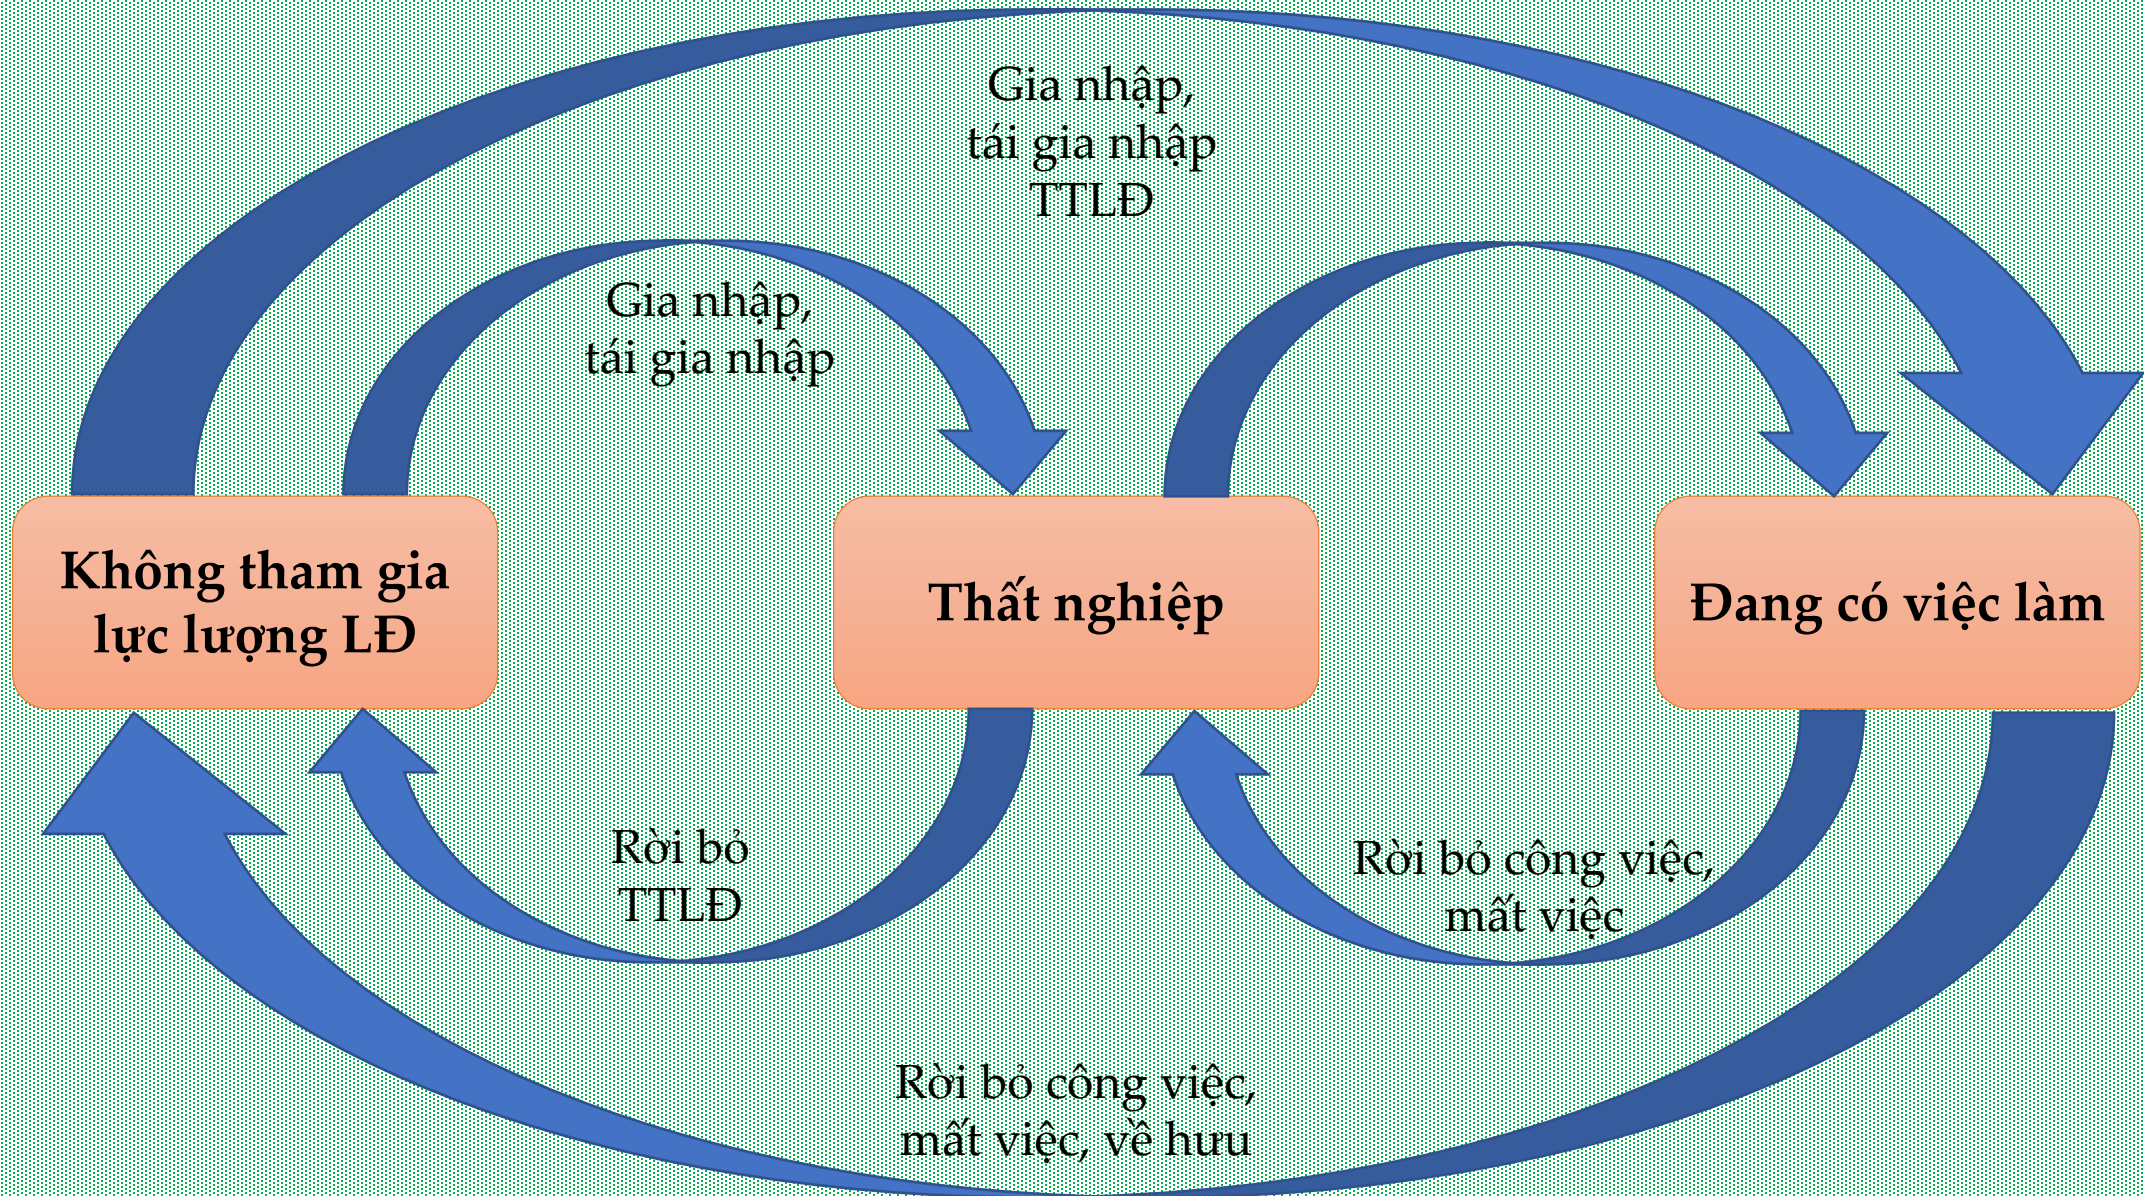 Gia nhập,
tái gia nhập
TTLĐ
Gia nhập,
tái gia nhập
Không tham gia
lực lượng LĐ
Thất nghiệp
Đang có việc làm
Rời bỏ
TTLĐ
Rời bỏ công việc,
mất việc
Rời bỏ công việc,
mất việc, về hưu